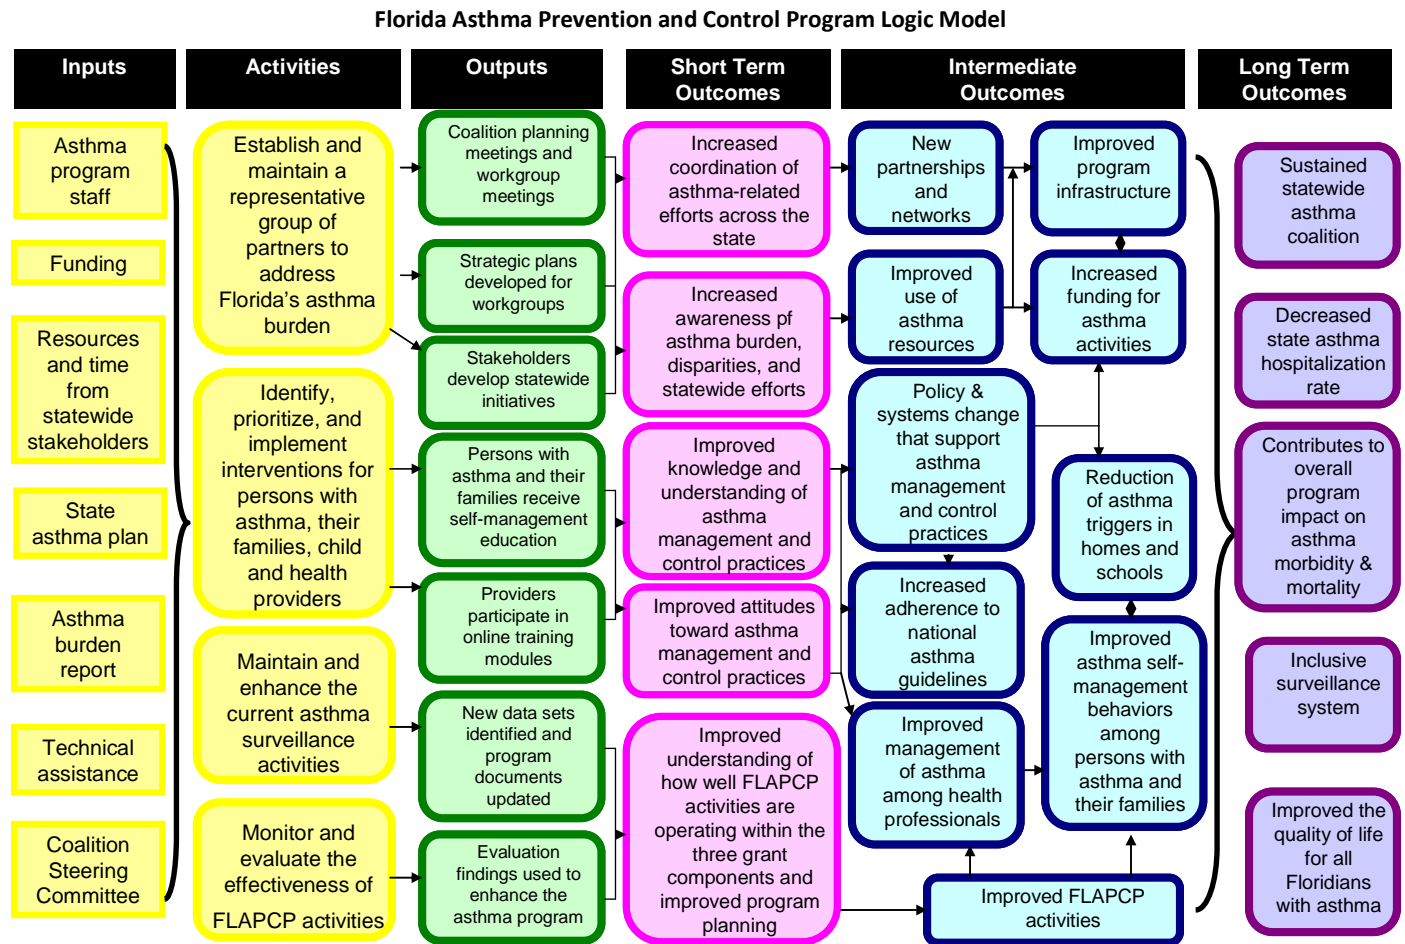 Florida Asthma Prevention and Control Program Logic Model
Inputs
Activities
Outputs
Short Term
Outcomes
Intermediate
Outcomes
Long Term
Outcomes
Asthma
program
staff
Funding
Resources
and time
from
statewide
stakeholders
State
asthma plan
Asthma
burden
report
Technical
assistance
Coalition
Steering
Committee
Establish and
maintain a
representative
group of
partners to
address
Florida's asthma
burden
Identify,
prioritize, and
implement
interventions for
persons with
asthma, their
families, child
and health
providers
Maintain and
enhance the
current asthma
surveillance
activities
Monitor and
evaluate the
effectiveness of
FLAPCP activities
Coalition planning
meetings and
workgroup
meetings
Strategic plans
developed for
workgroups
Stakeholders
develop statewide
initiatives
Persons with
asthma and their
families receive
self-management
education
Providers
participate in
online training
modules
New data sets
identified and
program
documents
updated
Evaluation
findings used to
enhance the
asthma program
Increased
coordination of
asthma-related
efforts across the
state
Increased
awareness pf
asthma burden,
disparities, and
statewide efforts
Improved
knowledge and
understanding of
asthma
management and
control practices
Improved attitudes
toward asthma
management and
control practices
Improved
understanding of
how well FLAPCP
activities are
operating within the
three grant
components and
improved program
planning
New
partnerships
and
networks
Improved
use of
asthma
resources
Policy &
systems change
that support
asthma
management
and control
practices
Increased
adherence to
national
asthma
guidelines
Improved
management
of asthma
among health
professionals
Improved
program
infrastructure
Increased
funding for
asthma
activities
Reduction
of asthma
triggers in
homes and
schools
Improved
asthma self-
management
behaviors
among
persons with
asthma and
their families
Improved FLAPCP
activities
Sustained
statewide
asthma
coalition
Decreased
state asthma
hospitalization
rate
Contributes to
overall
program
impact on
asthma
morbidity &
mortality
Inclusive
surveillance
system
Improved the
quality of life
for all
Floridians
with asthma